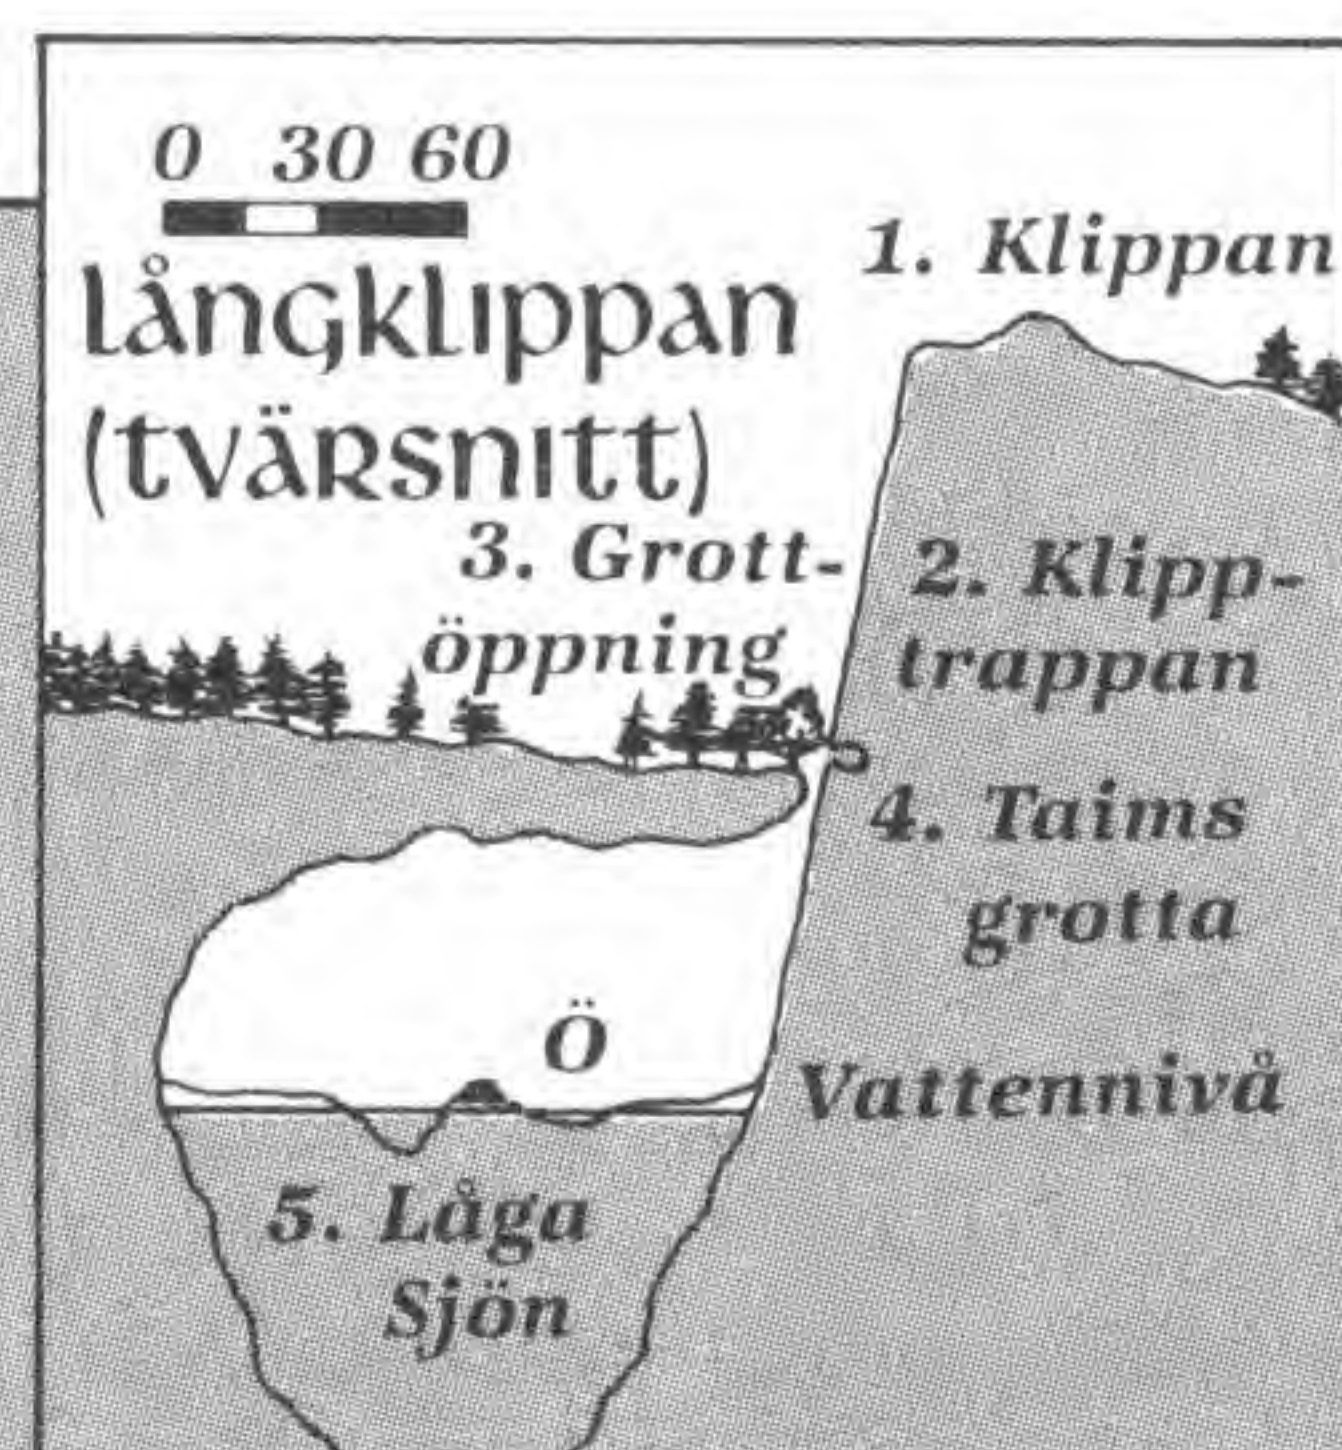 0 30 60
Långklippan
(tvärsnitt)
1. Klippan
3. Grott-
öppning
2. Klipp-
trappan
4. Taims
grotta
Ö
Vattennivå
5. Låga
Sjön